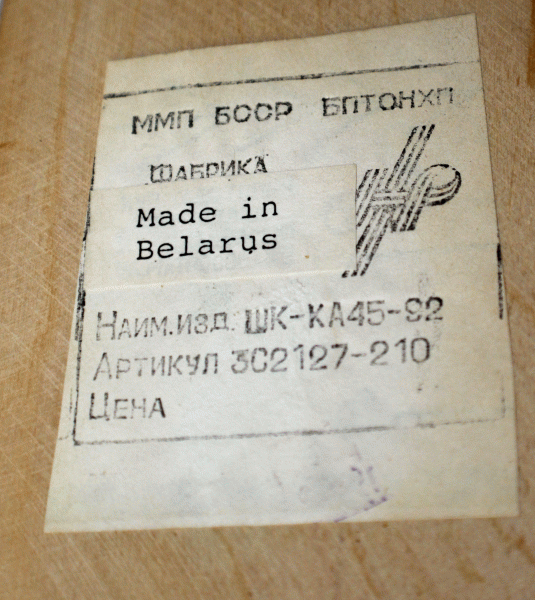 ММП БССР БПТОНХП
ФАБРИКА
Made in
Belarus
НАИМ.ИЗД. ШК-КА45-92
АРТИКУЛ 3С2127-210
ЦЕНА